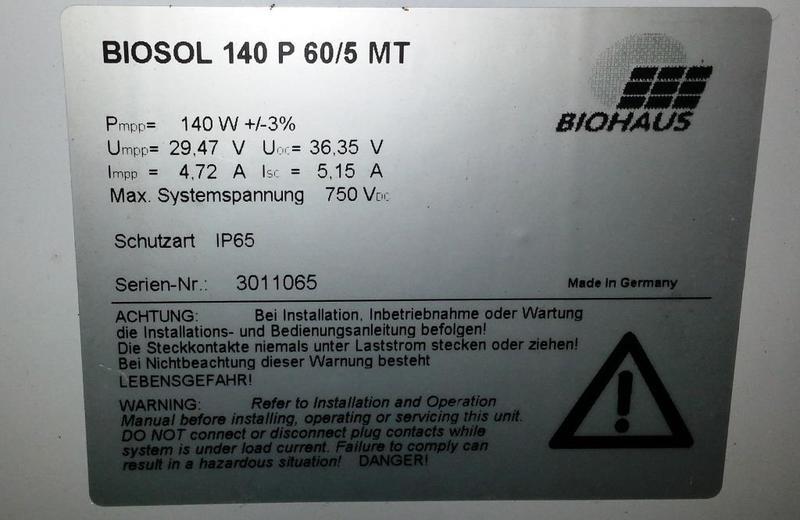 BIOSOL 140 P 60/5 MT
BIOHAUS
Pmpp= 140 W +/-3%
Umpp= 29,47 V Uoc= 36,35 V
Impp = 4,72 A Isc = 5,15 A
Max. Systemspannung 750 VDC
Schutzart IP65
Serien-Nr.: 3011065
Made in Germany
ACHTUNG: Bei Installation, Inbetriebnahme oder Wartung
die Installations- und Bedienungsanleitung befolgen!
Die Steckkontakte niemals unter Laststrom stecken oder ziehen!
Bei Nichtbeachtung dieser Warnung besteht
LEBENSGEFAHR!
WARNING: Refer to Installation and Operation
Manual before installing, operating or servicing this unit.
DO NOT connect or disconnect plug contacts while
system is under load current. Failure to comply can
result in a hazardous situation! DANGER!